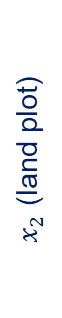 x₂ (land plot)